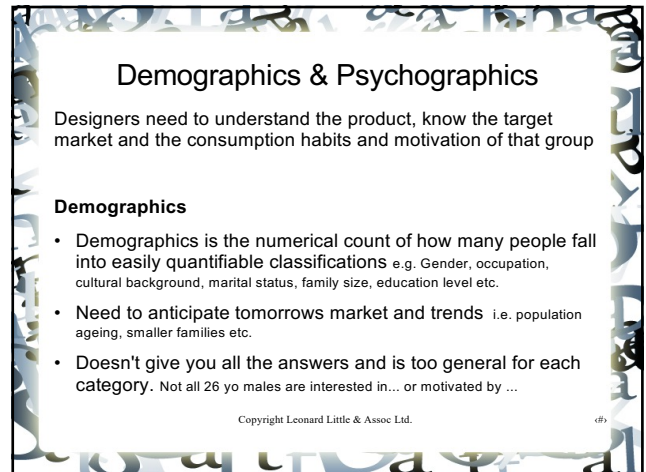 Demographics & Psychographics
Designers need to understand the product, know the target
market and the consumption habits and motivation of that group
Demographics
• Demographics is the numerical count of how many people fall
into easily quantifiable classifications e.g. Gender, occupation,
cultural background, marital status, family size, education level etc.
• Need to anticipate tomorrows market and trends i.e. population
ageing, smaller families etc.
• Doesn't give you all the answers and is too general for each
category. Not all 26 yo males are interested in... or motivated by ...
Copyright Leonard Little & Assoc Ltd. ‹#›